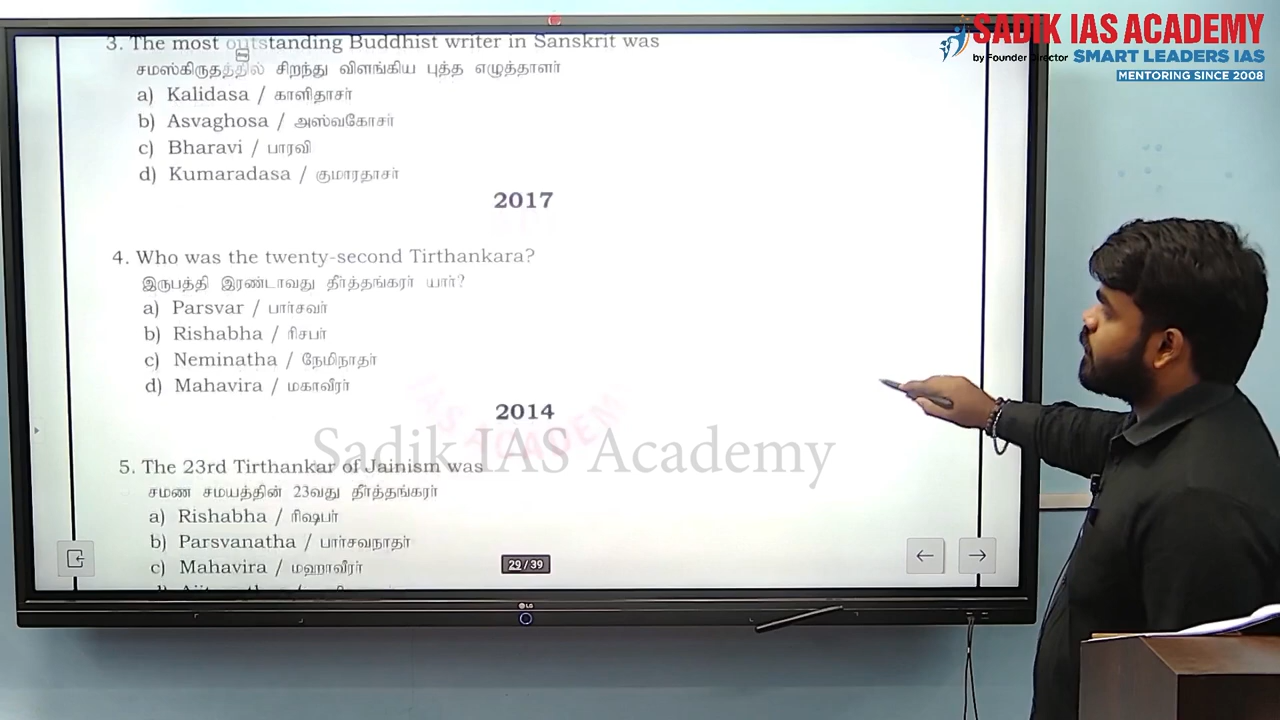 SADIK IAS ACADEMY
by Founder Director SMART LEADERS IAS
MENTORING SINCE 2008
3. The most outstanding Buddhist writer in Sanskrit was
சமஸ்கிருதத்தில் சிறந்து விளங்கிய புத்த எழுத்தாளர்
a) Kalidasa / காளிதாசர்
b) Asvaghosa / அஸ்வகோசர்
c) Bharavi / பாரவி
d) Kumaradasa / குமாரதாசர்
2017
4. Who was the twenty-second Tirthankara?
இருபத்தி இரண்டாவது தீர்த்தங்கரர் யார்?
a) Parsvar / பார்சவர்
b) Rishabha / ரிசபர்
c) Neminatha / நேமிநாதர்
d) Mahavira / மகாவீரர்
2014
IAS ACADEM
Sadik IAS Academy
5. The 23rd Tirthankar of Jainism was
சமண சமயத்தின் 23வது தீர்த்தங்கரர்
a) Rishabha / ரிஷபர்
b) Parsvanatha / பார்சவநாதர்
c) Mahavira / மஹாவீரர்
29 / 39
LG